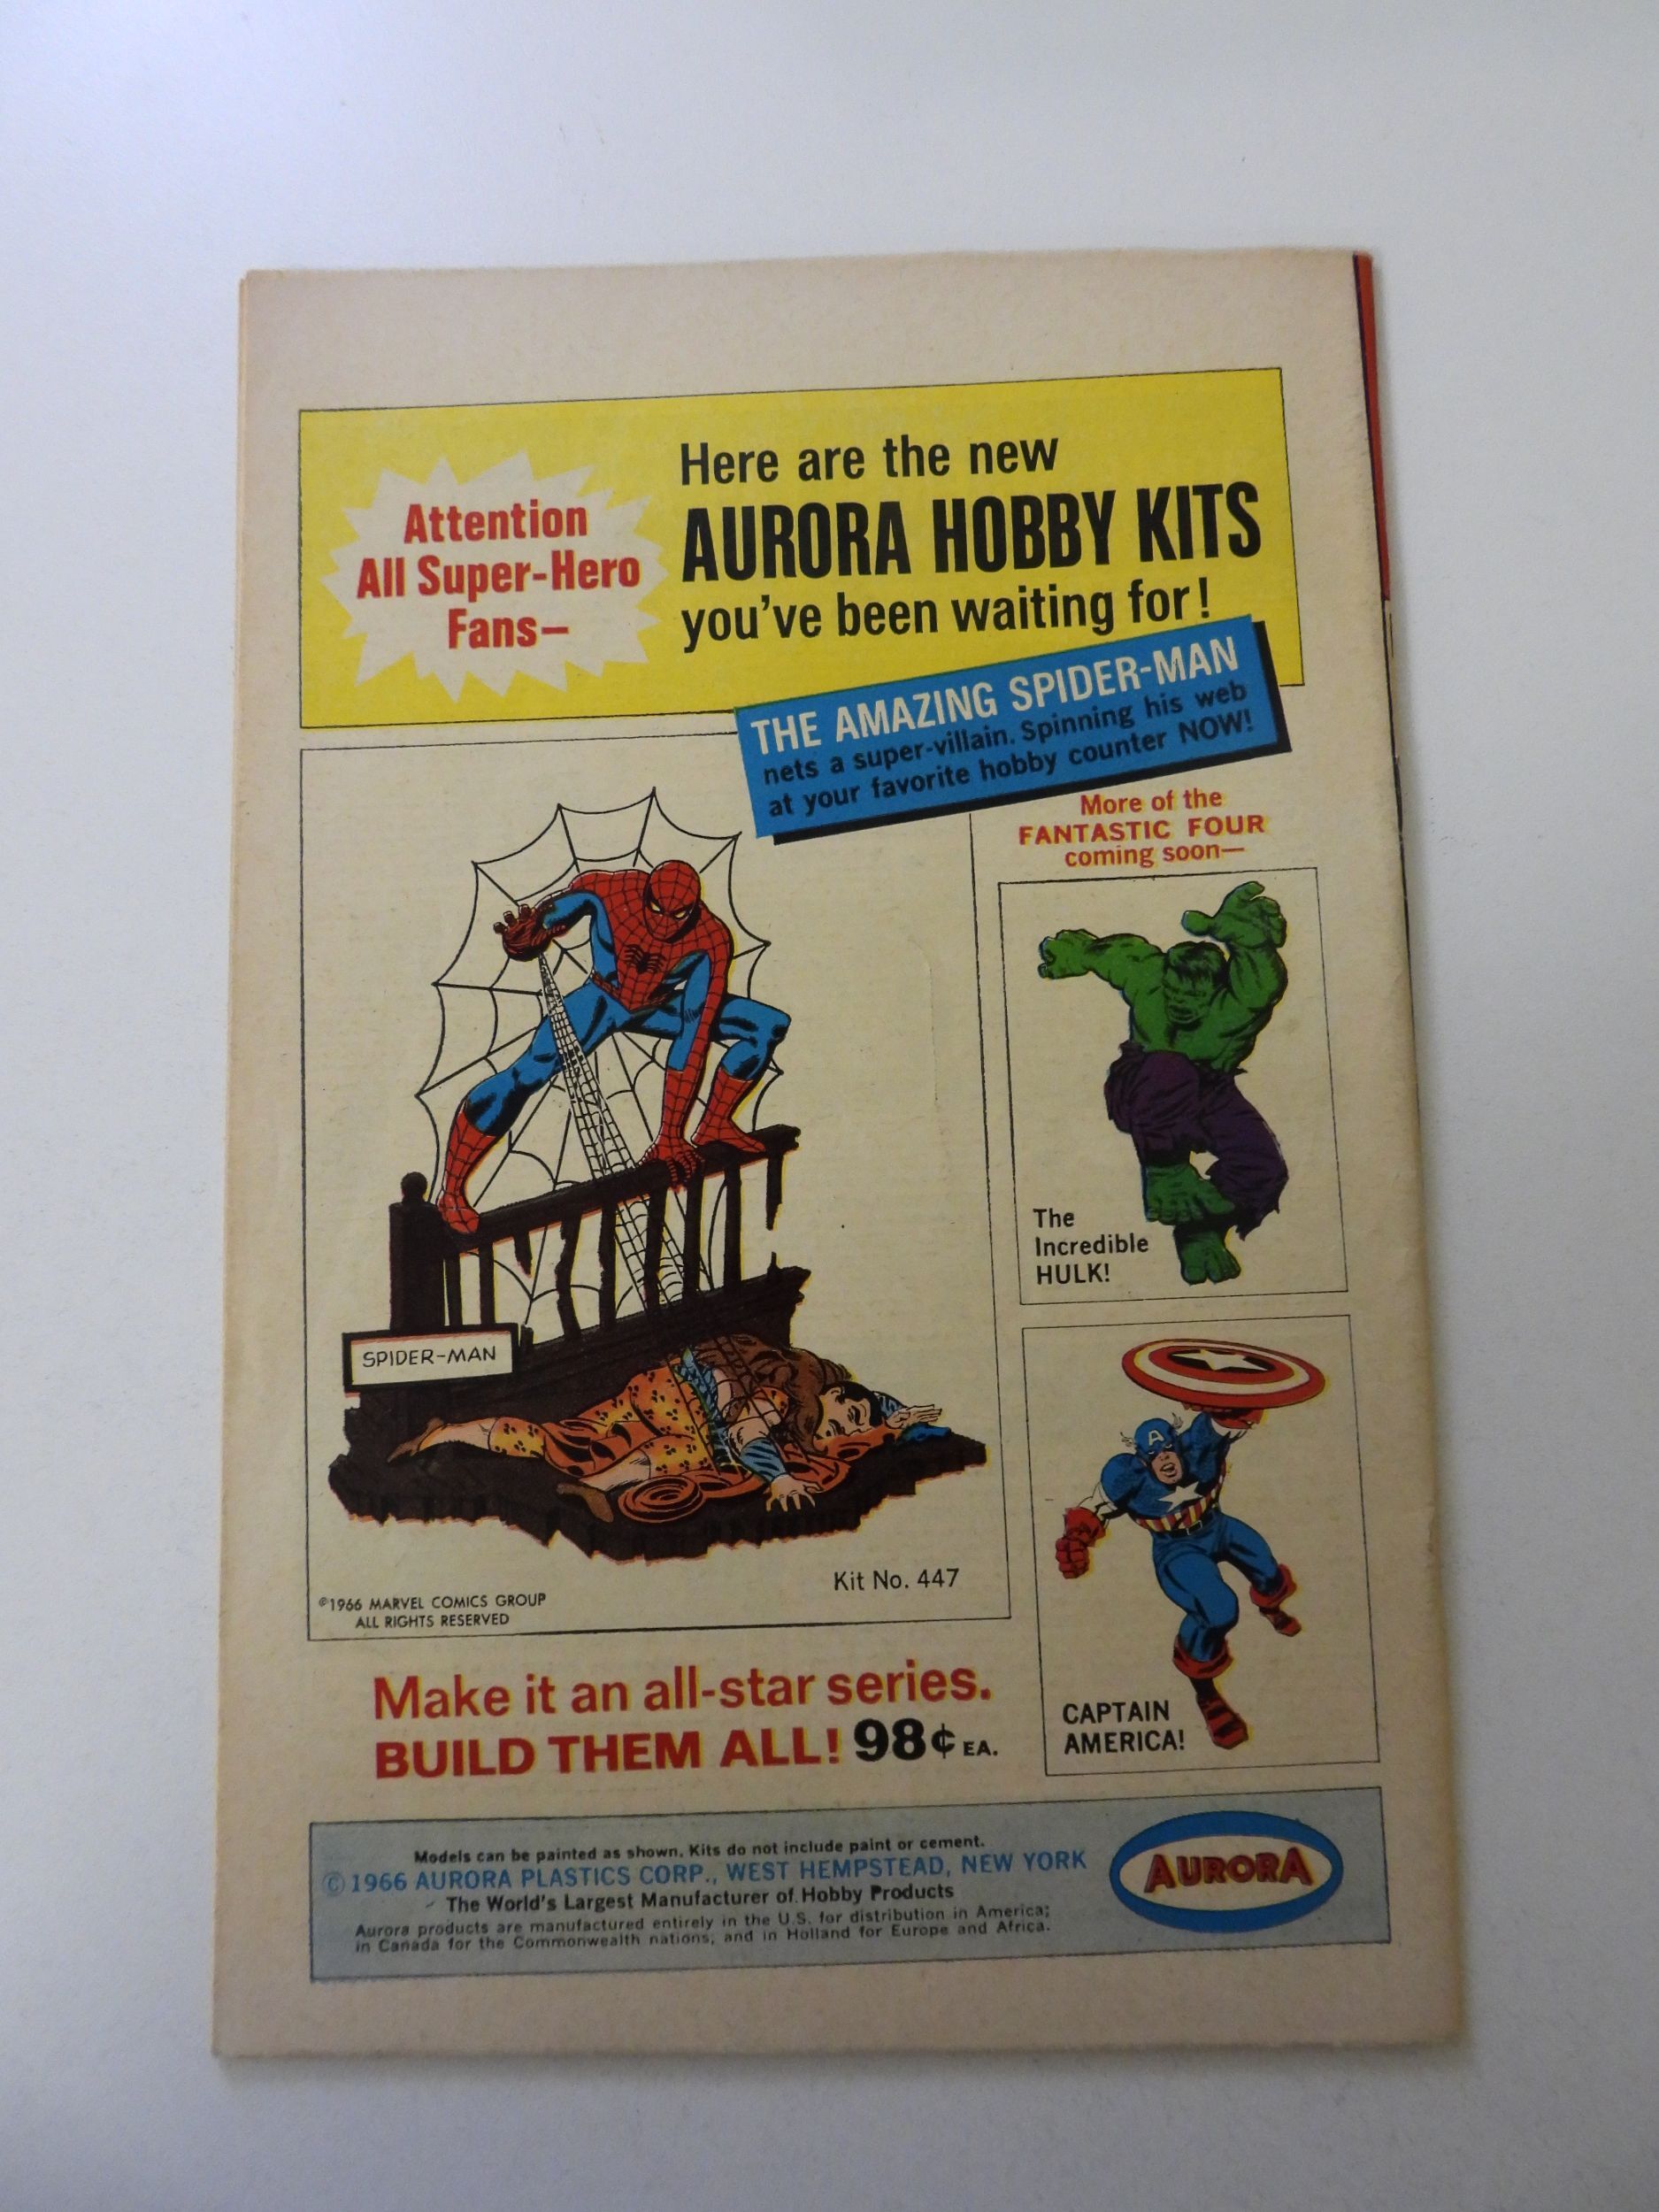 Attention
All Super-Hero
Fans—
Here are the new
AURORA HOBBY KITS
you've been waiting for!
THE AMAZING SPIDER-MAN
nets a super-villain. Spinning his web
at your favorite hobby counter NOW!
More of the
FANTASTIC FOUR
coming soon—
The
Incredible
HULK!
SPIDER-MAN
Kit No. 447
©1966 MARVEL COMICS GROUP
ALL RIGHTS RESERVED
A
CAPTAIN
AMERICA!
Make it an all-star series.
BUILD THEM ALL! 98¢ EA.
Models can be painted as shown. Kits do not include paint or cement.
© 1966 AURORA PLASTICS CORP., WEST HEMPSTEAD, NEW YORK
The World's Largest Manufacturer of Hobby Products
Aurora products are manufactured entirely in the U.S. for distribution in America;
in Canada for the Commonwealth nations; and in Holland for Europe and Africa.
AURORA